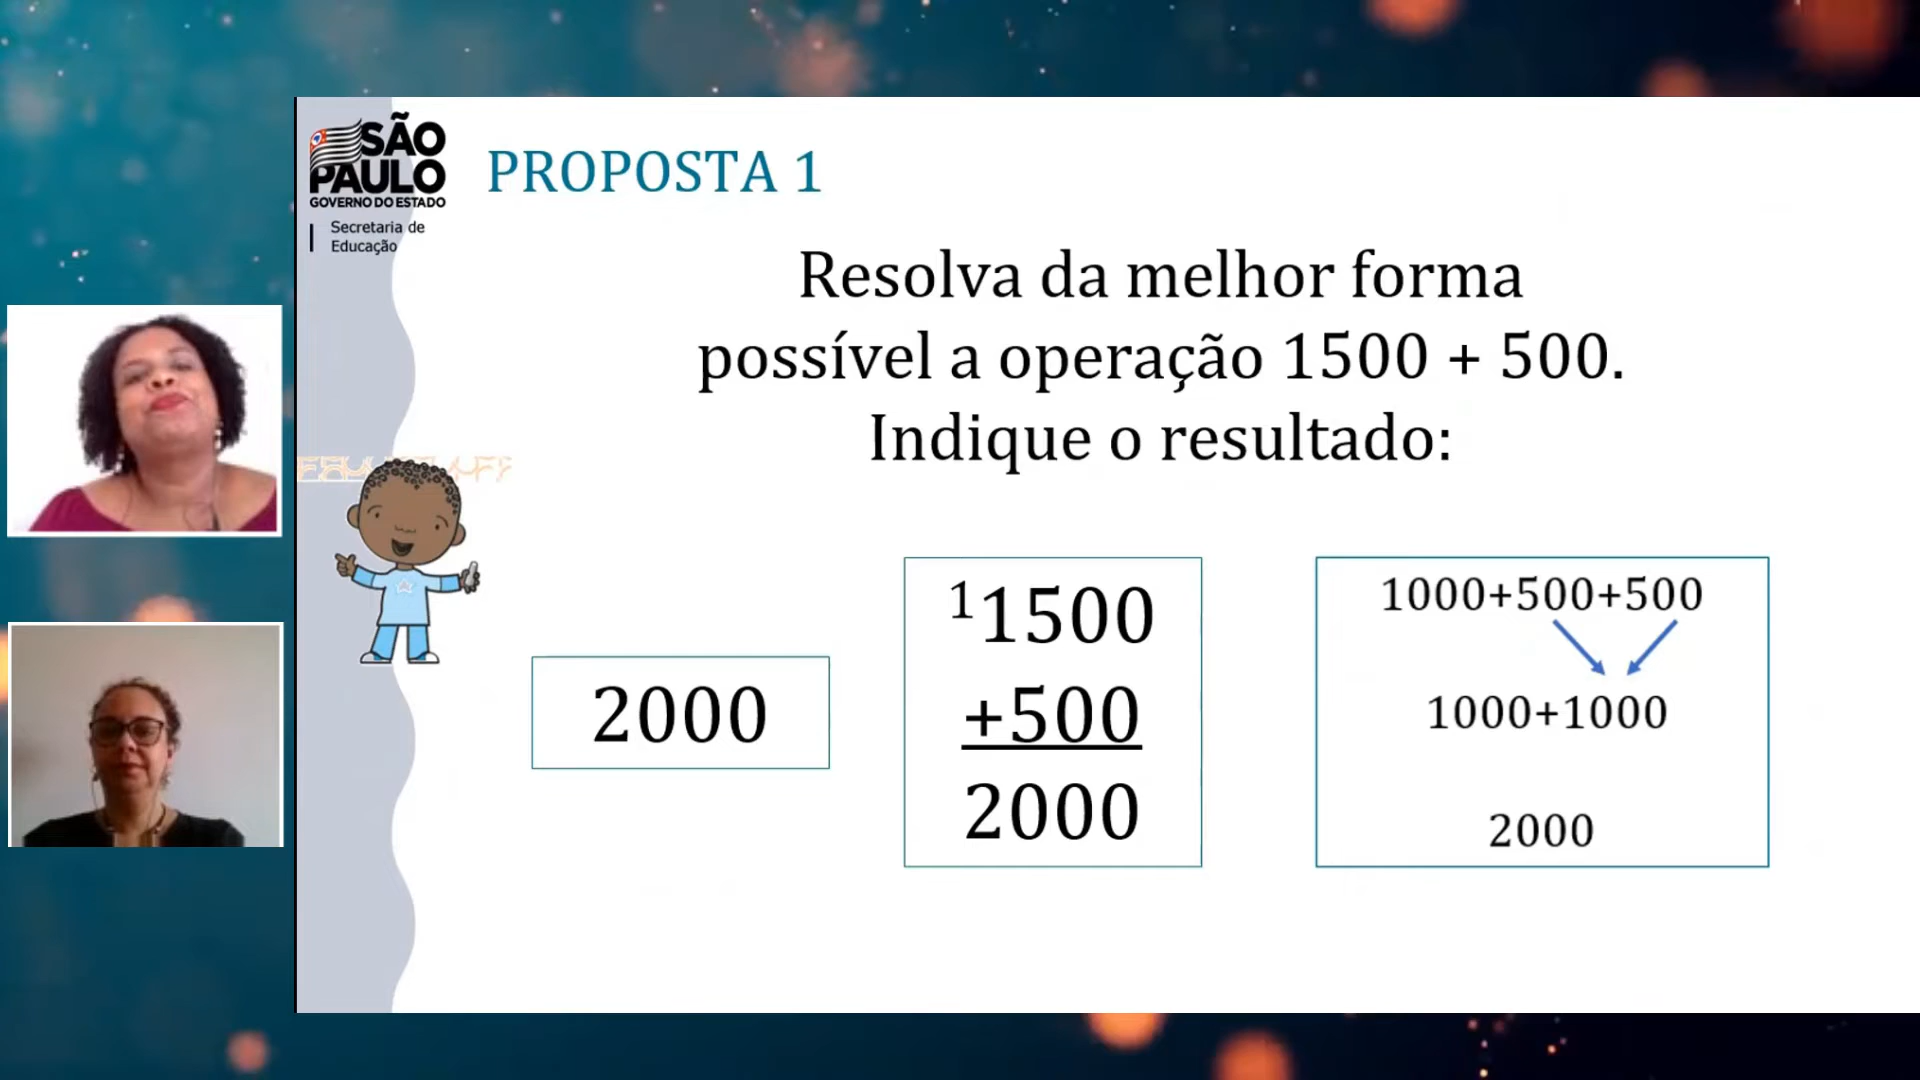 SÃO
PAULO
GOVERNO DO ESTADO
Secretaria de
Educação
PROPOSTA 1
Resolva da melhor forma
possível a operação 1500 + 500.
Indique o resultado:
2000
¹1500
+500
2000
1000+500+500
1000+1000
2000